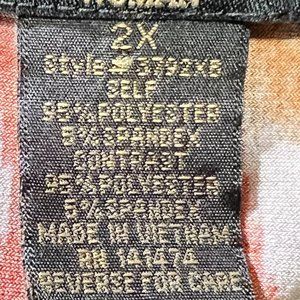 WOMAN
2X
SELF
95% POLYESTER
5% SPANDEX
CONTRAST
95% POLYESTER
5% SPANDEX
MADE IN VIETNAM
RN 141474
REVERSE FOR CARE